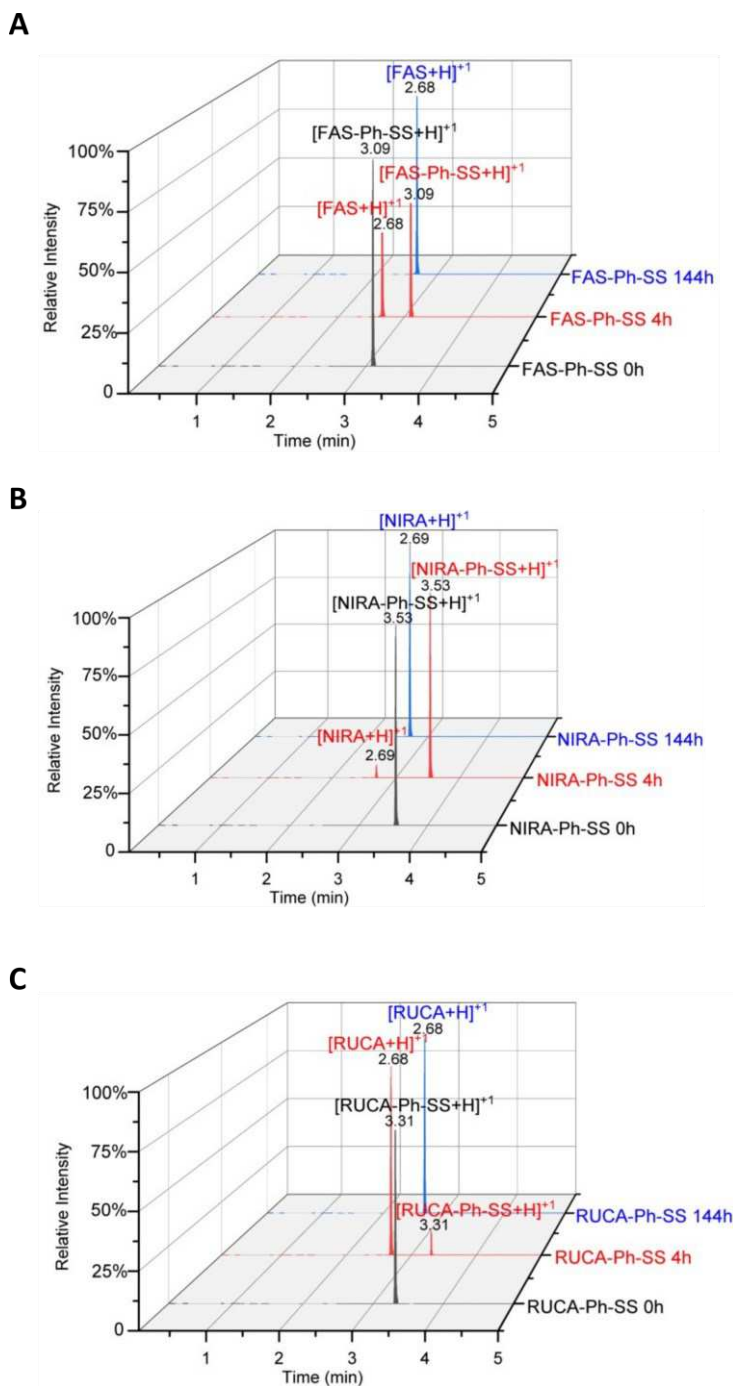 A
[FAS+H]⁺¹
2.68
[FAS-Ph-SS+H]⁺¹
3.09
[FAS-Ph-SS+H]⁺¹
3.09
[FAS+H]⁺¹
2.68
100%
75%
50%
25%
0
Relative Intensity
FAS-Ph-SS 144h
FAS-Ph-SS 4h
FAS-Ph-SS 0h
1 2 3 4 5
Time (min)
B
[NIRA+H]⁺¹
2.69
[NIRA-Ph-SS+H]⁺¹
3.53
[NIRA-Ph-SS+H]⁺¹
3.53
[NIRA+H]⁺¹
2.69
100%
75%
50%
25%
0
Relative Intensity
NIRA-Ph-SS 144h
NIRA-Ph-SS 4h
NIRA-Ph-SS 0h
1 2 3 4 5
Time (min)
C
[RUCA+H]⁺¹
2.68
[RUCA+H]⁺¹
2.68
[RUCA-Ph-SS+H]⁺¹
3.31
[RUCA-Ph-SS+H]⁺¹
3.31
100%
75%
50%
25%
0
Relative Intensity
RUCA-Ph-SS 144h
RUCA-Ph-SS 4h
RUCA-Ph-SS 0h
1 2 3 4 5
Time (min)